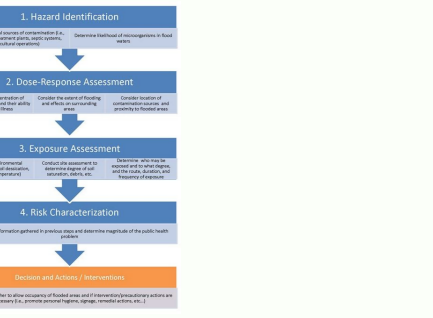 1. Hazard Identification
l sources of contamination (i.e.,
atment plants, septic systems,
cultural operations)
Determine likelihood of microorganisms in flood
waters
2. Dose-Response Assessment
entration of
nd their ability
illness
Consider the extent of flooding
and effects on surrounding
areas
Consider location of
contamination sources and
proximity to flooded areas
3. Exposure Assessment
ironmental
oil dessication,
perature)
Conduct site assessment to
determine degree of soil
saturation, debris, etc.
Determine who may be
exposed and to what degree,
and the route, duration, and
frequency of exposure
4. Risk Characterization
formation gathered in previous steps and determine magnitude of the public health
problem
Decision and Actions / Interventions
her to allow occupancy of flooded areas and if intervention/precautionary actions are
cessary (i.e., promote personal hygiene, signage, remedial actions, etc...)